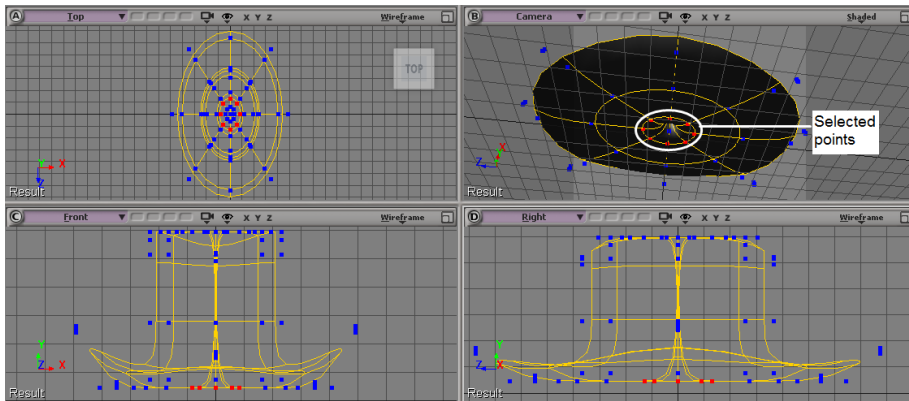 A Top X Y Z Wireframe
TOP
Y X
Z
Result
B Camera X Y Z Shaded
Selected
points
Y
Z X
Result
C Front X Y Z Wireframe
Y
Z X
Result
D Right X Y Z Wireframe
Y
Z
Result